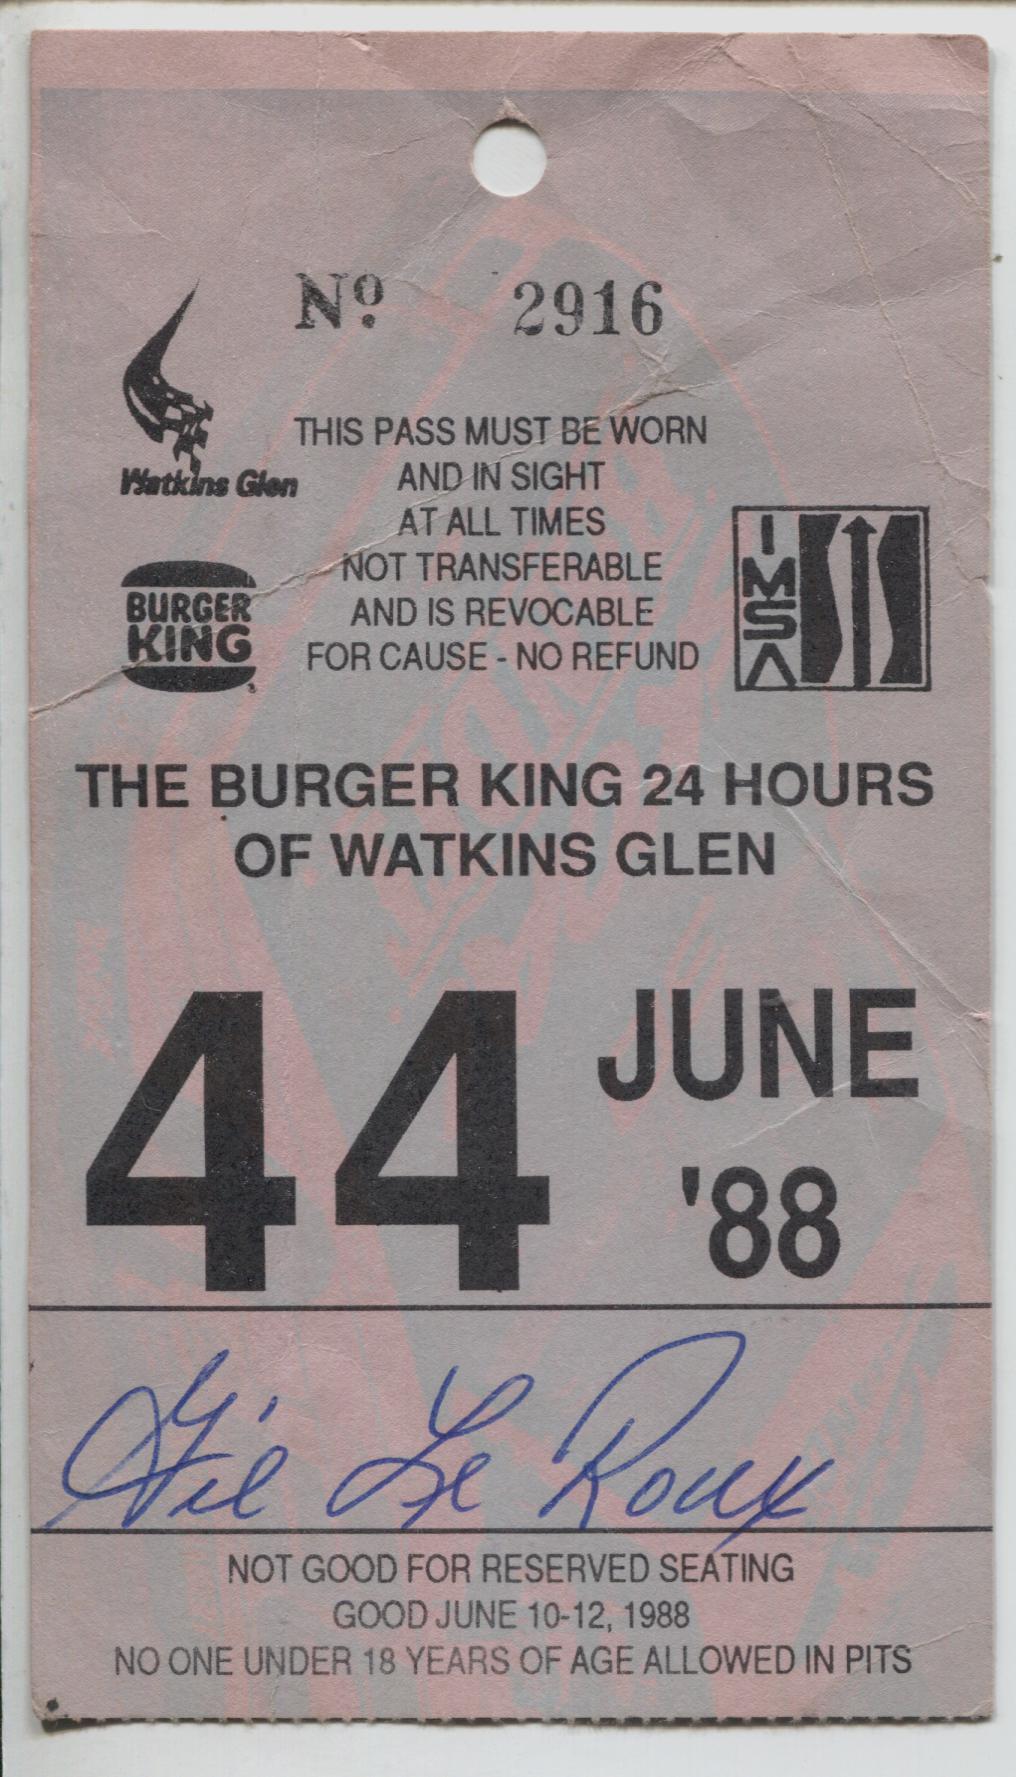 Nº 2916
Watkins Glen
THIS PASS MUST BE WORN
AND IN SIGHT
AT ALL TIMES
NOT TRANSFERABLE
AND IS REVOCABLE
FOR CAUSE - NO REFUND
BURGER
KING
IMSA
THE BURGER KING 24 HOURS
OF WATKINS GLEN
44 JUNE
'88
Gil Le Roux
NOT GOOD FOR RESERVED SEATING
GOOD JUNE 10-12, 1988
NO ONE UNDER 18 YEARS OF AGE ALLOWED IN PITS